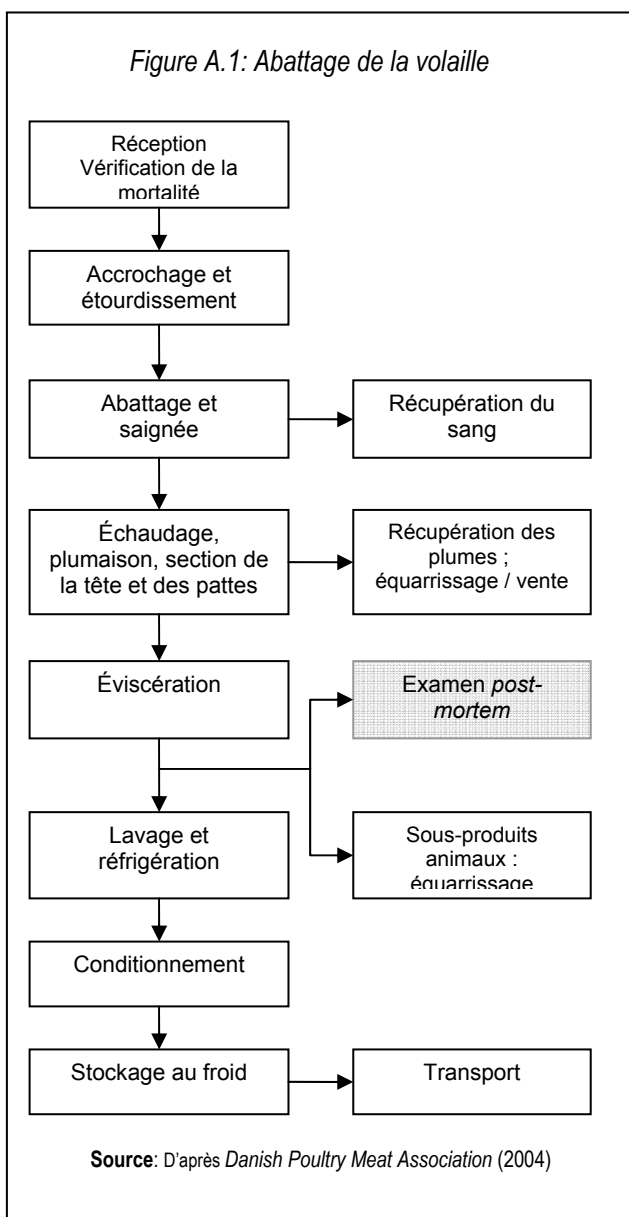 Figure A.1: Abattage de la volaille
Réception
Vérification de la
mortalité
Accrochage et
étourdissement
Abattage et
saignée
Récupération du
sang
Échaudage,
plumaison, section de
la tête et des pattes
Récupération des
plumes ;
équarrissage / vente
Éviscération
Examen post-
mortem
Lavage et
réfrigération
Sous-produits
animaux :
équarrissage
Conditionnement
Stockage au froid
Transport
Source: D'après Danish Poultry Meat Association (2004)